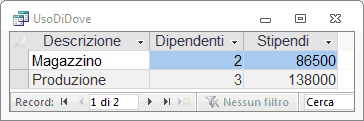 UsoDiDove
Descrizione Dipendenti Stipendi
Magazzino 2 86500
Produzione 3 138000
Record: 1 di 2 Nessun filtro Cerca